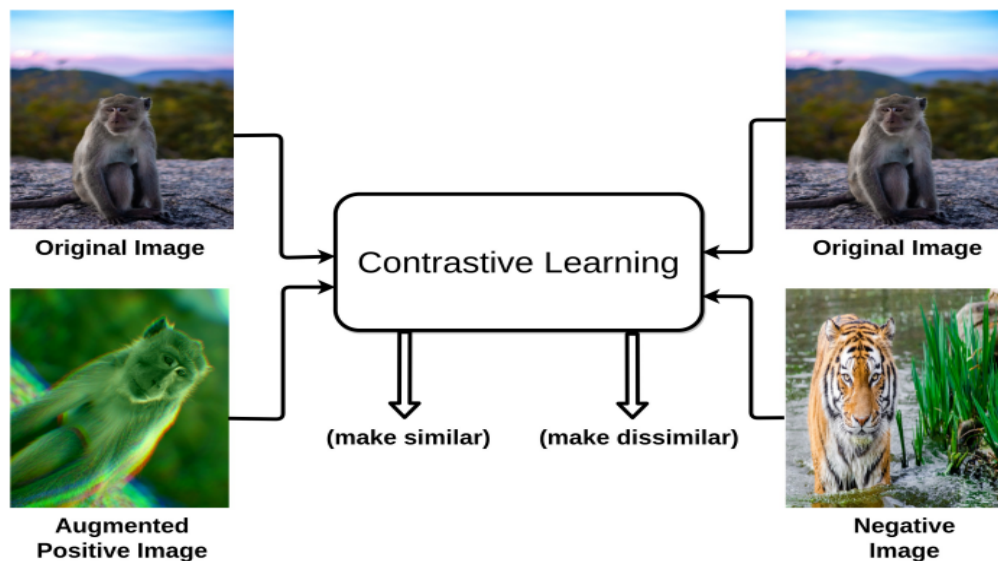 Original Image
Original Image
Contrastive Learning
(make similar)
(make dissimilar)
Augmented
Positive Image
Negative
Image